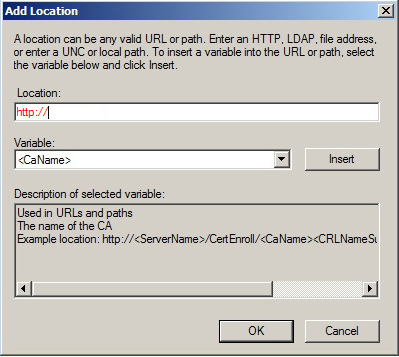 Add Location
A location can be any valid URL or path. Enter an HTTP, LDAP, file address,
or enter a UNC or local path. To insert a variable into the URL or path, select
the variable below and click Insert.
Location:
http://
Variable:
<CaName>
Insert
Description of selected variable:
Used in URLs and paths
The name of the CA
Example location: http://<ServerName>/CertEnroll/<CaName><CRLNameSu
OK
Cancel